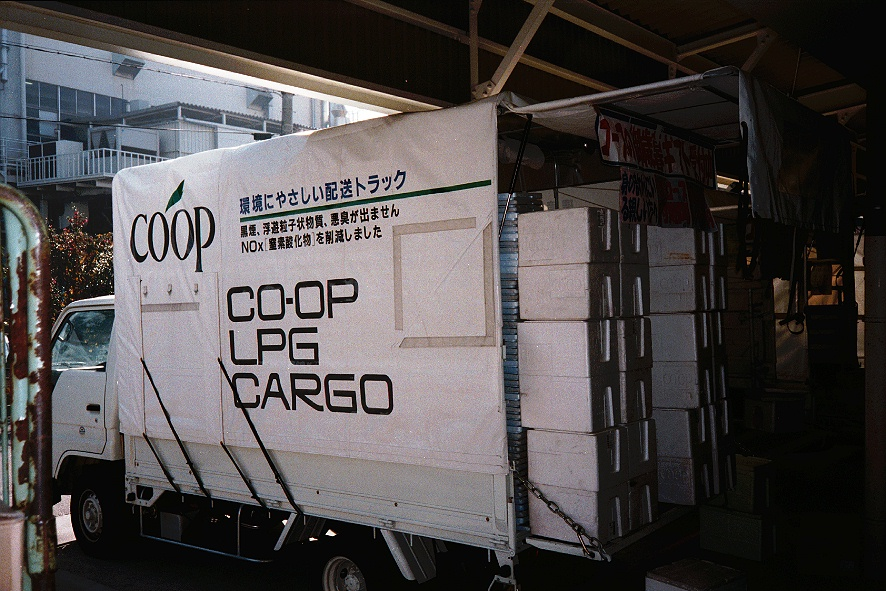 COOP
環境にやさしい配送トラック
黒煙、浮遊粒子状物質、悪臭が出ません
NOx[窒素酸化物]を削減しました
CO-OP
LPG
CARGO